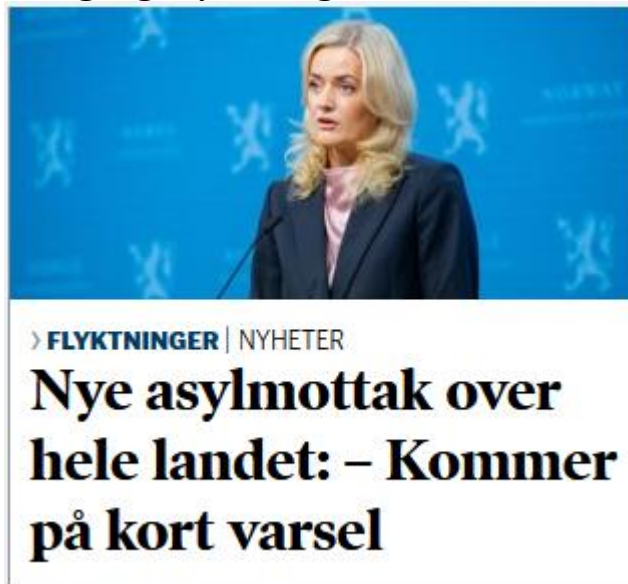 › FLYKTNINGER | NYHETER
Nye asylmottak over
hele landet: – Kommer
på kort varsel